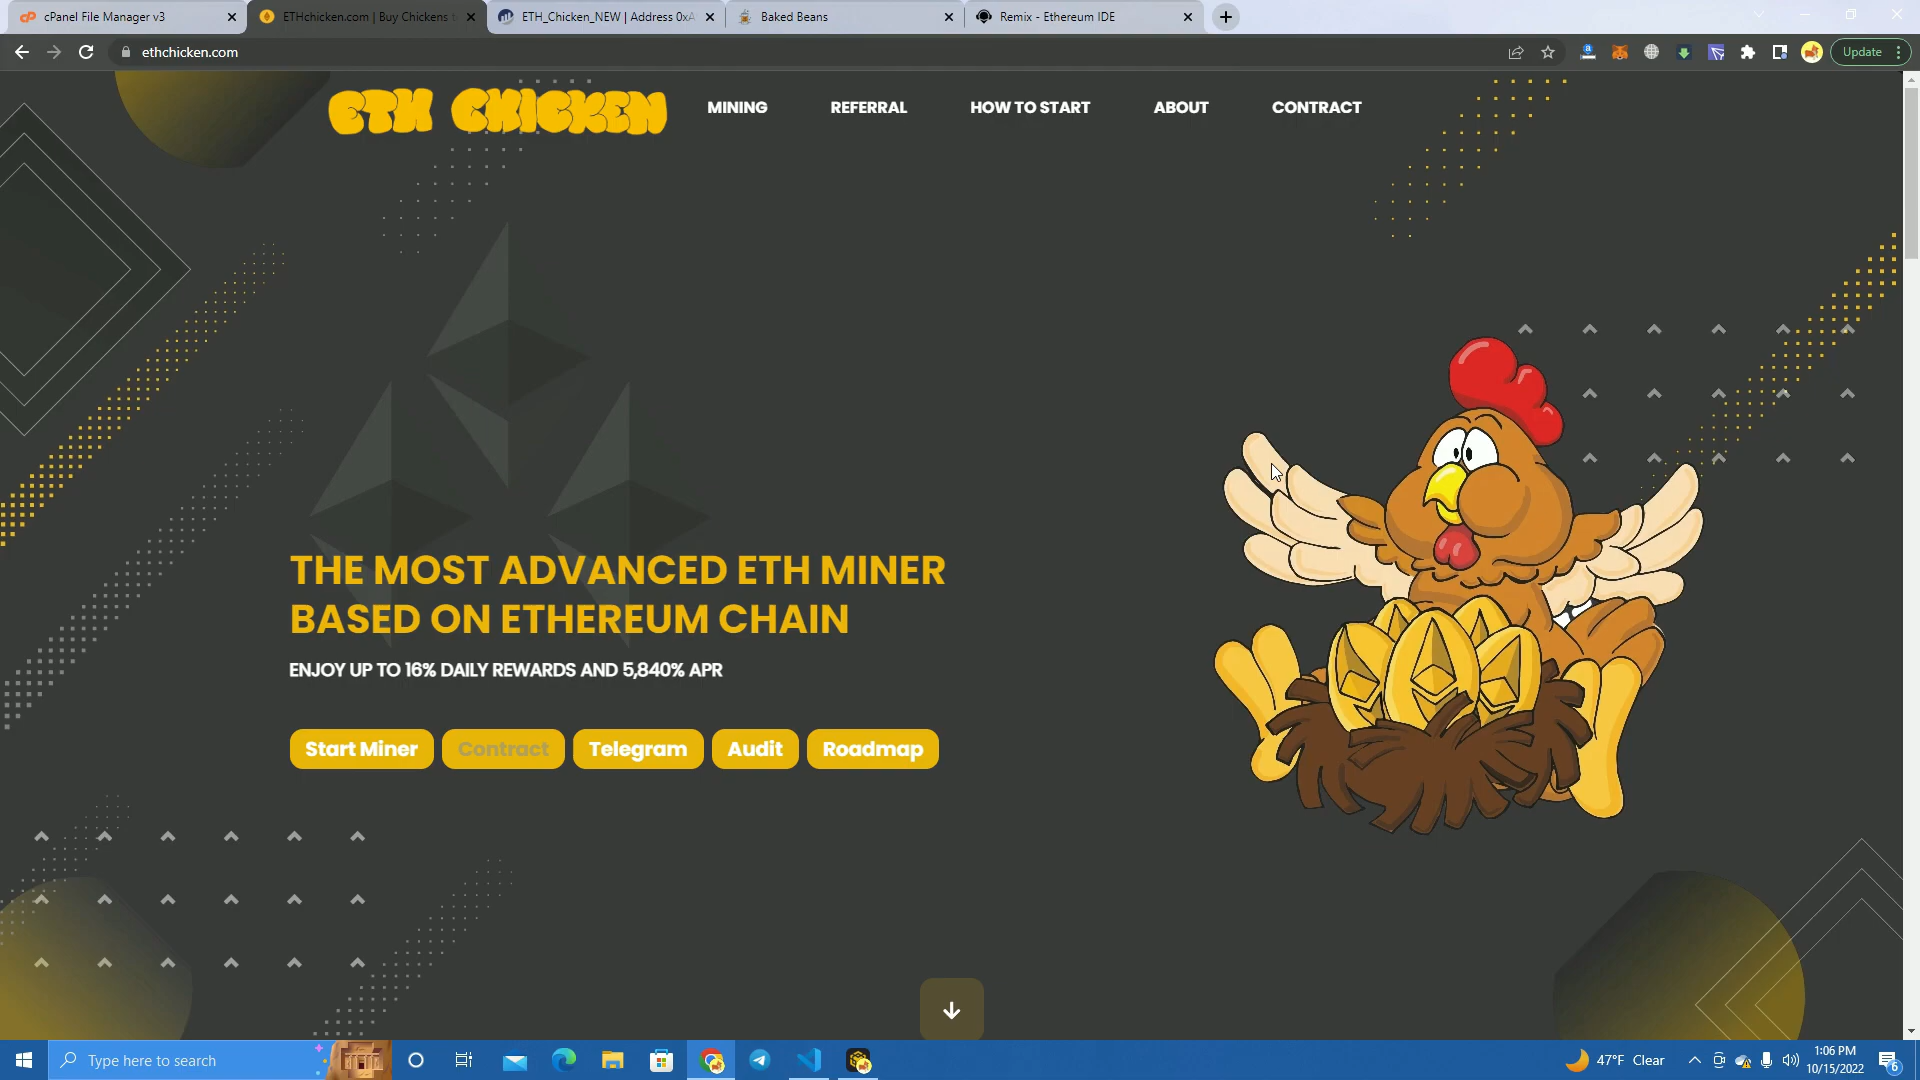 cPanel File Manager v3
ETHchicken.com | Buy Chickens t
ETH_Chicken_NEW | Address 0xA
Baked Beans
Remix - Ethereum IDE
ethchicken.com
Update
ETH CHICKEN
MINING
REFERRAL
HOW TO START
ABOUT
CONTRACT
THE MOST ADVANCED ETH MINER
BASED ON ETHEREUM CHAIN
ENJOY UP TO 16% DAILY REWARDS AND 5,840% APR
Start Miner
Contract
Telegram
Audit
Roadmap
Type here to search
47°F Clear
1:06 PM
10/15/2022
6